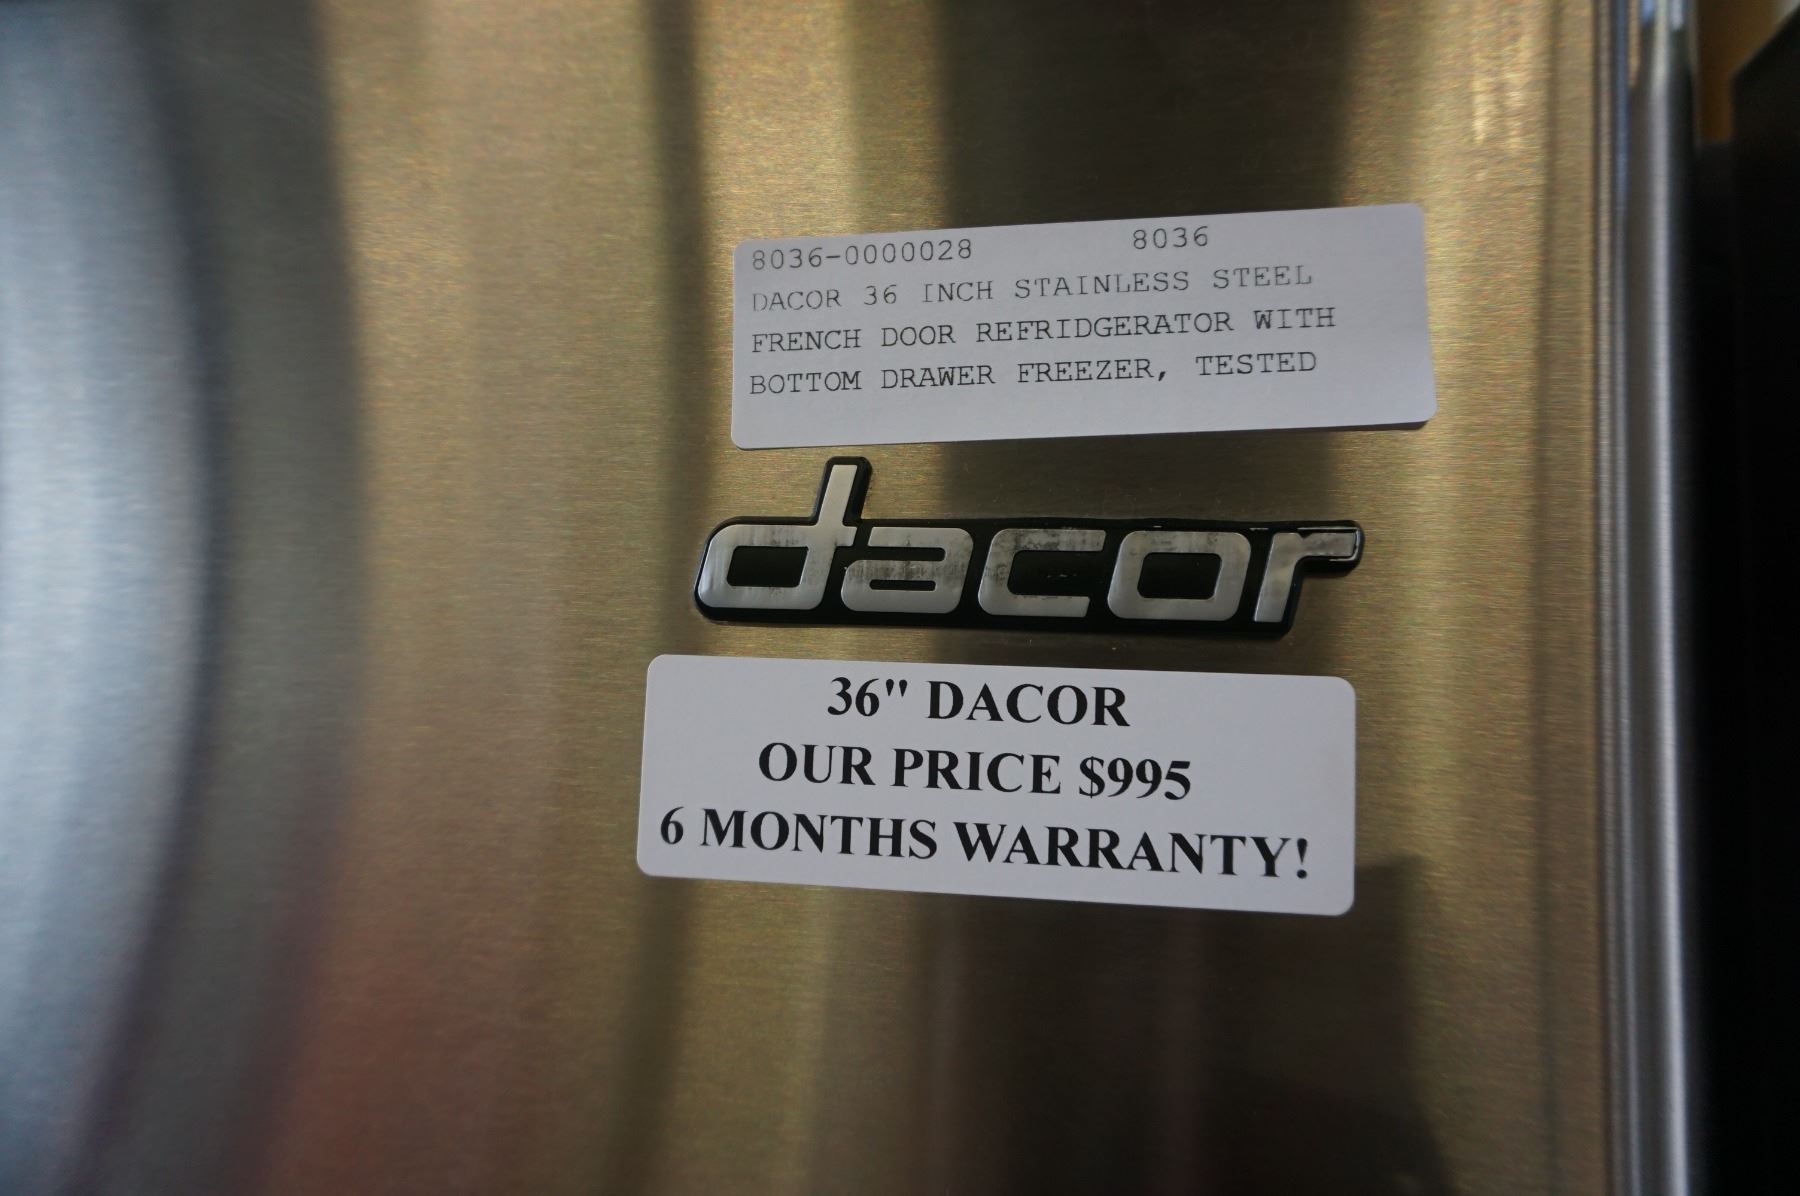 8036-0000028 8036
DACOR 36 INCH STAINLESS STEEL
FRENCH DOOR REFRIDGERATOR WITH
BOTTOM DRAWER FREEZER, TESTED
dacor
36" DACOR
OUR PRICE $995
6 MONTHS WARRANTY!